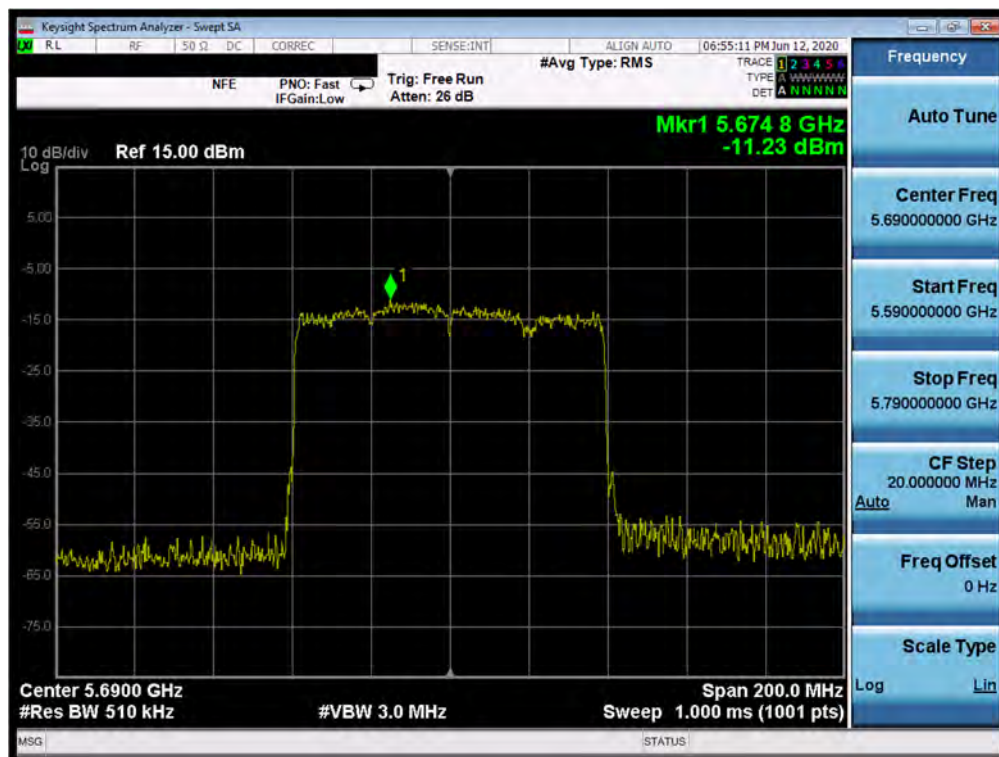 Keysight Spectrum Analyzer - Swept SA
RL RF 50 Ω DC CORREC SENSE:INT ALIGN AUTO 06:55:11 PM Jun 12, 2020
NFE PNO: Fast Trig: Free Run #Avg Type: RMS TRACE 1 2 3 4 5 6
IFGain:Low Atten: 26 dB TYPE A WWWWW
DET A N N N N N
Mkr1 5.674 8 GHz
10 dB/div Ref 15.00 dBm -11.23 dBm
Log
5.00
-5.00
1
-15.0
-25.0
-35.0
-45.0
-55.0
-65.0
-75.0
Center 5.6900 GHz Span 200.0 MHz
#Res BW 510 kHz #VBW 3.0 MHz Sweep 1.000 ms (1001 pts)
MSG STATUS
Frequency
Auto Tune
Center Freq
5.690000000 GHz
Start Freq
5.590000000 GHz
Stop Freq
5.790000000 GHz
CF Step
20.000000 MHz
Auto Man
Freq Offset
0 Hz
Scale Type
Log Lin